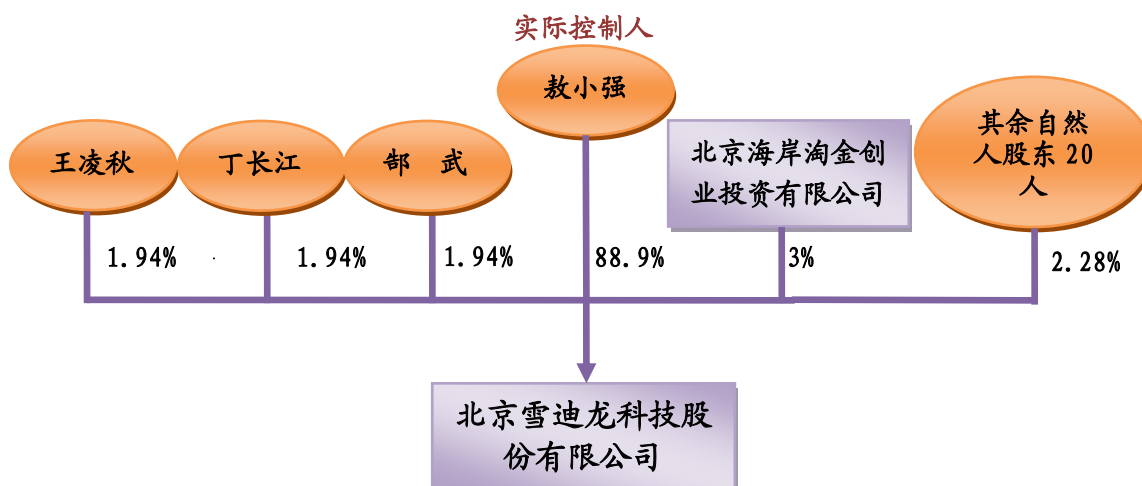 实际控制人
敖小强
王凌秋
丁长江
郜 武
北京海岸淘金创
业投资有限公司
其余自然
人股东 20
人
1.94%
1.94%
1.94%
88.9%
3%
2.28%
北京雪迪龙科技股
份有限公司